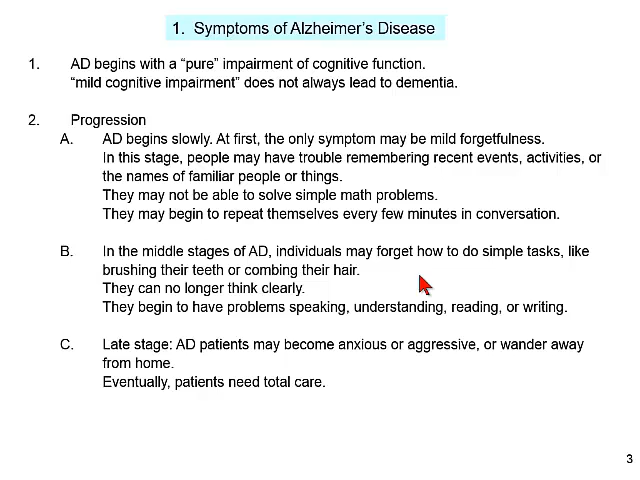 1. Symptoms of Alzheimer's Disease
1. AD begins with a “pure” impairment of cognitive function.
“mild cognitive impairment” does not always lead to dementia.
2. Progression
A. AD begins slowly. At first, the only symptom may be mild forgetfulness.
In this stage, people may have trouble remembering recent events, activities, or
the names of familiar people or things.
They may not be able to solve simple math problems.
They may begin to repeat themselves every few minutes in conversation.
B. In the middle stages of AD, individuals may forget how to do simple tasks, like
brushing their teeth or combing their hair.
They can no longer think clearly.
They begin to have problems speaking, understanding, reading, or writing.
C. Late stage: AD patients may become anxious or aggressive, or wander away
from home.
Eventually, patients need total care.
3